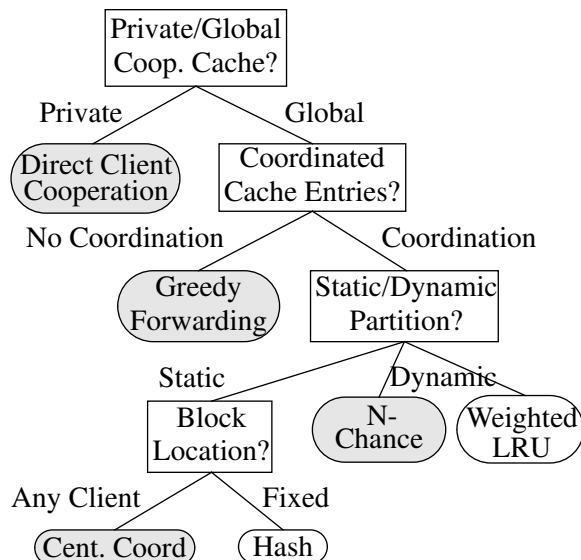 Private/Global
Coop. Cache?
Private
Global
Direct Client
Cooperation
Coordinated
Cache Entries?
No Coordination
Coordination
Greedy
Forwarding
Static/Dynamic
Partition?
Static
Dynamic
Block
Location?
N-
Chance
Weighted
LRU
Any Client
Fixed
Cent. Coord
Hash